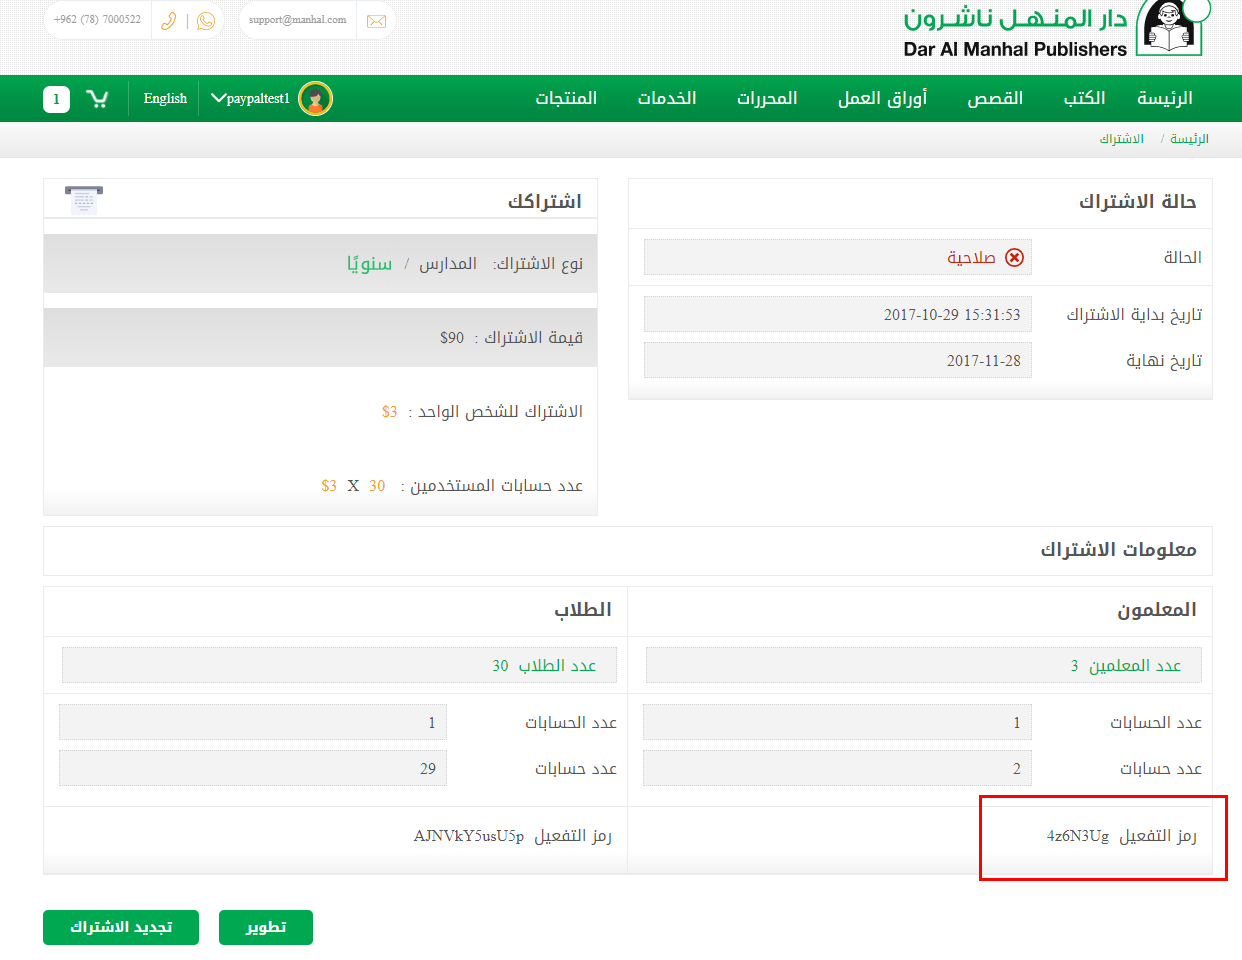 دار المنهل ناشرون
Dar Al Manhal Publishers
support@manhal.com
+962 (78) 7000522
الرئيسة الكتب القصص أوراق العمل المحررات الخدمات المنتجات
paypaltest1 English 1
الرئيسة / الاشتراك
حالة الاشتراك
الحالة صلاحية
تاريخ بداية الاشتراك 2017-10-29 15:31:53
تاريخ نهاية 2017-11-28
اشتراكك
نوع الاشتراك: المدارس / سنويًا
قيمة الاشتراك : 90$
الاشتراك للشخص الواحد : 3$
عدد حسابات المستخدمين : 30 X 3$
معلومات الاشتراك
المعلمون
عدد المعلمين 3
عدد الحسابات 1
عدد حسابات 2
رمز التفعيل 4z6N3Ug
الطلاب
عدد الطلاب 30
عدد الحسابات 1
عدد حسابات 29
رمز التفعيل AJNVkY5usU5p
تطوير
تجديد الاشتراك